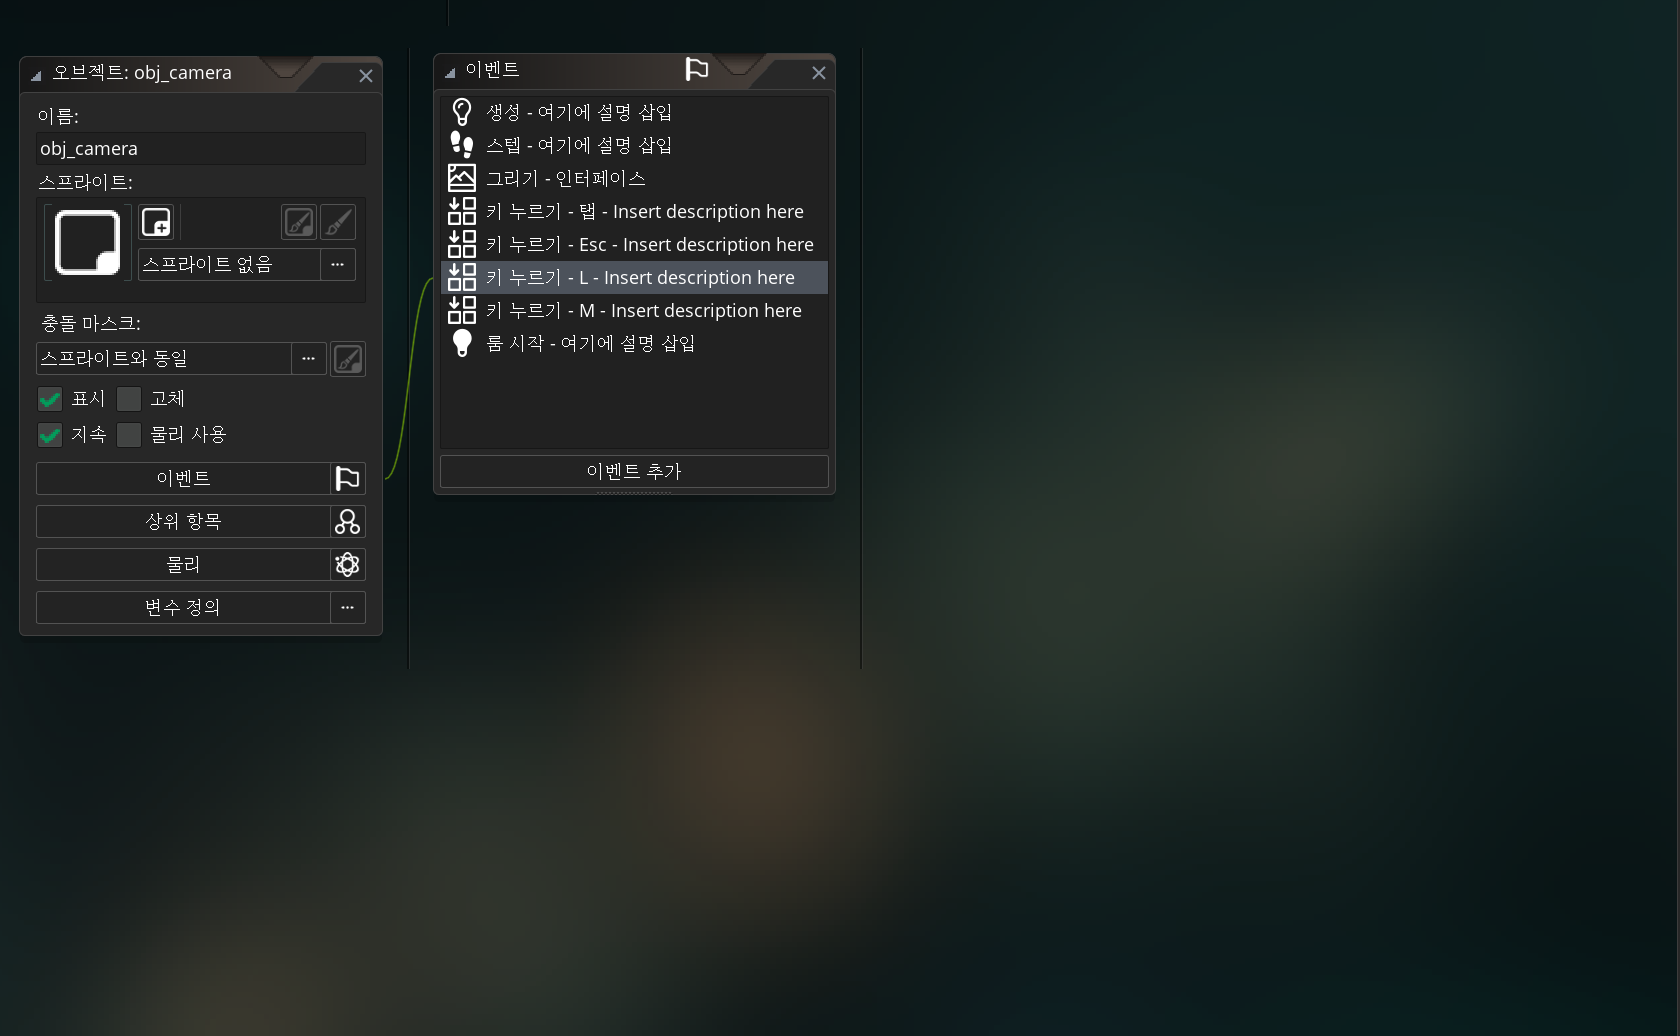 오브젝트: obj_camera
이름:
obj_camera
스프라이트:
스프라이트 없음
...
충돌 마스크:
스프라이트와 동일
...
표시 고체
지속 물리 사용
이벤트
상위 항목
물리
변수 정의
...
이벤트
생성 - 여기에 설명 삽입
스텝 - 여기에 설명 삽입
그리기 - 인터페이스
키 누르기 - 탭 - Insert description here
키 누르기 - Esc - Insert description here
키 누르기 - L - Insert description here
키 누르기 - M - Insert description here
룸 시작 - 여기에 설명 삽입
이벤트 추가